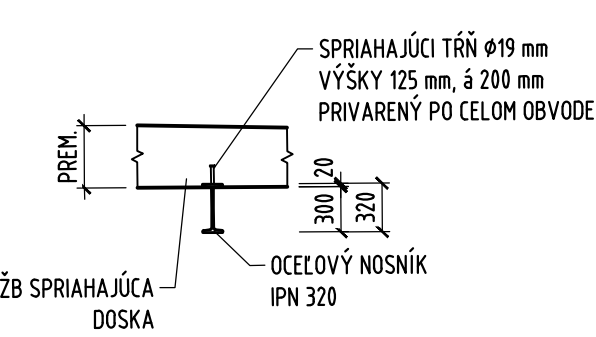 SPRIAHAJÚCI TŔŇ Ø19 mm
VÝŠKY 125 mm, á 200 mm
PRIVARENÝ PO CELOM OBVODE
PREM.
20
300
320
OCEĽOVÝ NOSNÍK
IPN 320
ŽB SPRIAHAJÚCA
DOSKA